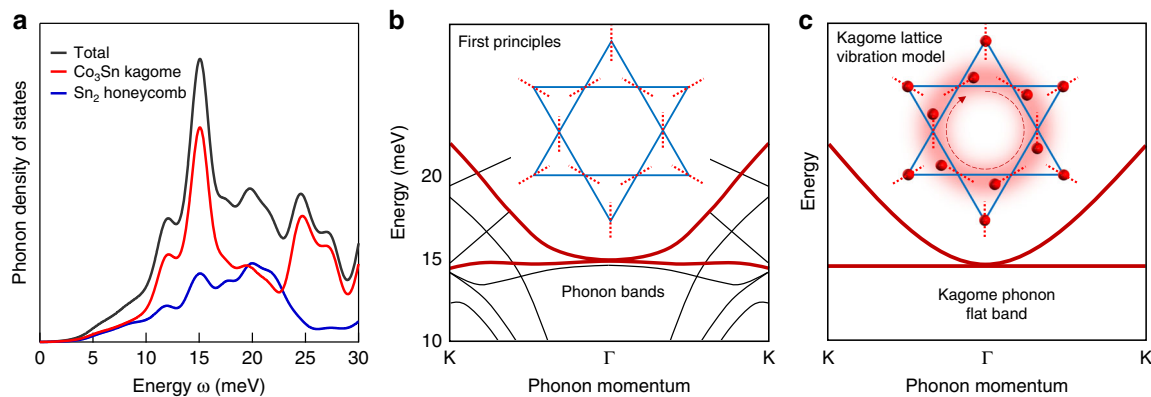 a
Total
Co₃Sn kagome
Sn₂ honeycomb
Phonon density of states
0 5 10 15 20 25 30
Energy ω (meV)
b
First principles
Energy (meV)
20
15
10
Phonon bands
K Γ K
Phonon momentum
c
Kagome lattice
vibration model
Energy
Kagome phonon
flat band
K Γ K
Phonon momentum